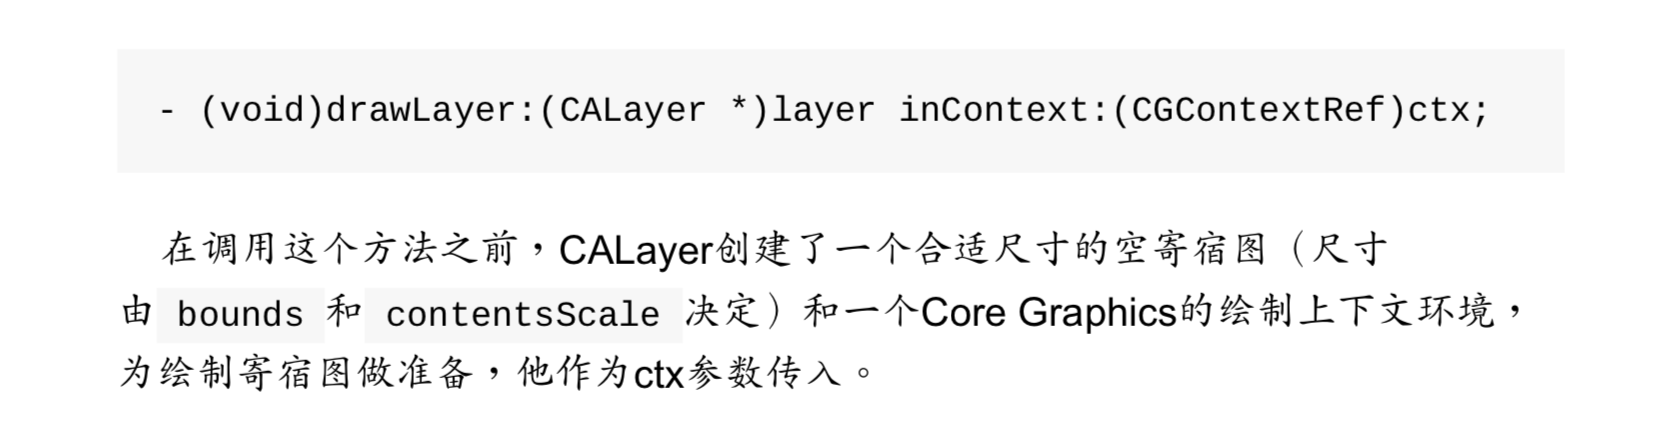 - (void)drawLayer:(CALayer *)layer inContext:(CGContextRef)ctx;
在调用这个方法之前，CALayer创建了一个合适尺寸的空寄宿图（尺寸
由 bounds 和 contentsScale 决定）和一个Core Graphics的绘制上下文环境，
为绘制寄宿图做准备，他作为ctx参数传入。